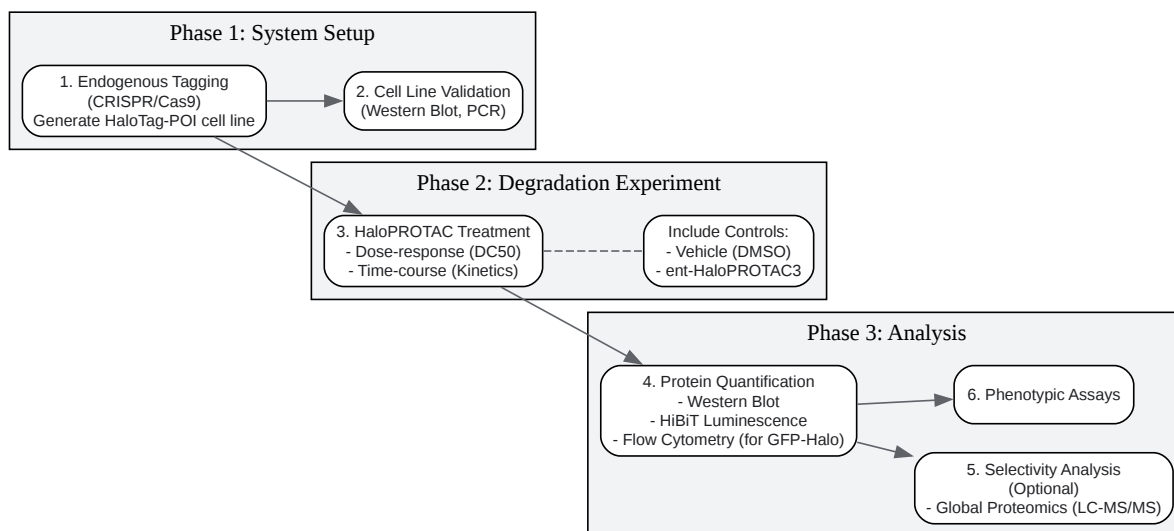 Phase 1: System Setup
1. Endogenous Tagging
(CRISPR/Cas9)
Generate HaloTag-POI cell line
2. Cell Line Validation
(Western Blot, PCR)
Phase 2: Degradation Experiment
3. HaloPROTAC Treatment
- Dose-response (DC50)
- Time-course (Kinetics)
Include Controls:
- Vehicle (DMSO)
- ent-HaloPROTAC3
Phase 3: Analysis
4. Protein Quantification
- Western Blot
- HiBiT Luminescence
- Flow Cytometry (for GFP-Halo)
6. Phenotypic Assays
5. Selectivity Analysis
(Optional)
- Global Proteomics (LC-MS/MS)